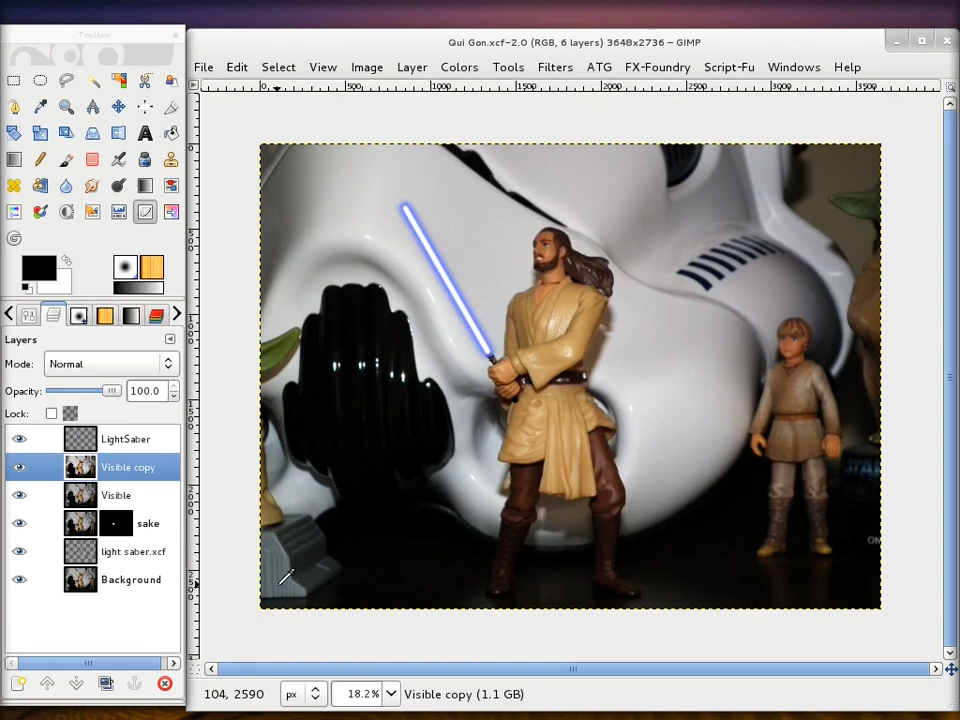 Toolbox
Qui Gon.xcf-2.0 (RGB, 6 layers) 3648x2736 – GIMP
File Edit Select View Image Layer Colors Tools Filters ATG FX-Foundry Script-Fu Windows Help
0 500 1000 1500 2000 2500 3000 3500
Layers
Mode: Normal
Opacity: 100.0
Lock:
LightSaber
Visible copy
Visible
sake
light saber.xcf
Background
104, 2590 px 18.2% Visible copy (1.1 GB)